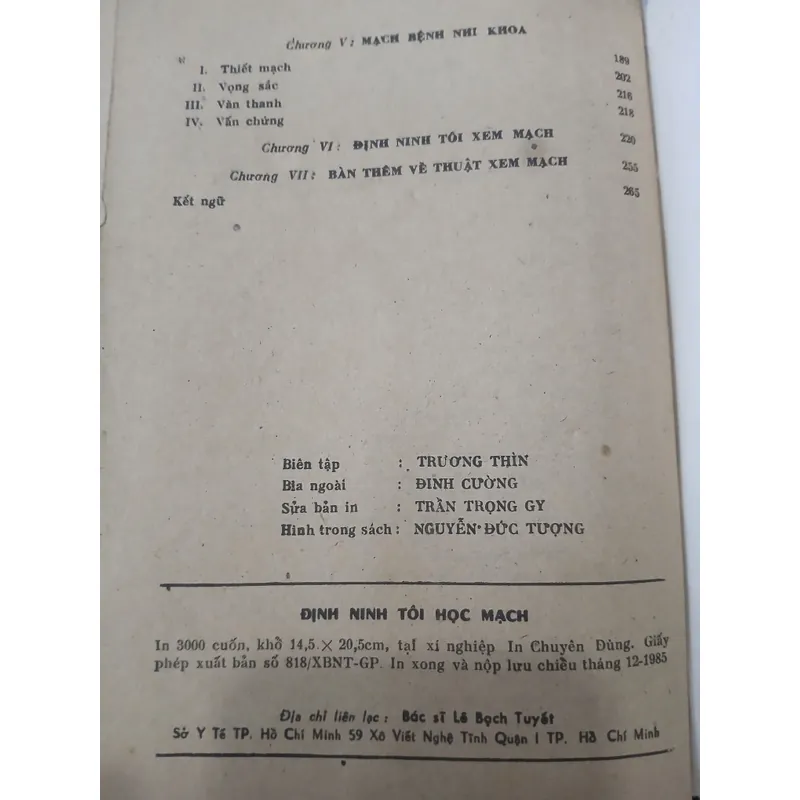 Chương V: MẠCH BỆNH NHI KHOA
I. Thiết mạch 189
II. Vọng sắc 202
III. Văn thanh 216
IV. Vấn chứng 218
Chương VI: ĐỊNH NINH TÔI XEM MẠCH 220
Chương VII: BÀN THÊM VỀ THUẬT XEM MẠCH 255
Kết ngữ 265
Biên tập : TRƯƠNG THÌN
Bìa ngoài : ĐINH CƯỜNG
Sửa bản in : TRẦN TRỌNG GY
Hình trong sách : NGUYỄN ĐỨC TƯỢNG
ĐỊNH NINH TÔI HỌC MẠCH
In 3000 cuốn, khổ 14,5 × 20,5cm, tại xí nghiệp In Chuyên Dùng. Giấy
phép xuất bản số 818/XBNT-GP. In xong và nộp lưu chiều tháng 12-1985
Địa chỉ liên lạc : Bác sĩ Lê Bạch Tuyết
Sở Y Tế TP. Hồ Chí Minh 59 Xô Viết Nghệ Tĩnh Quận I TP. Hồ Chí Minh